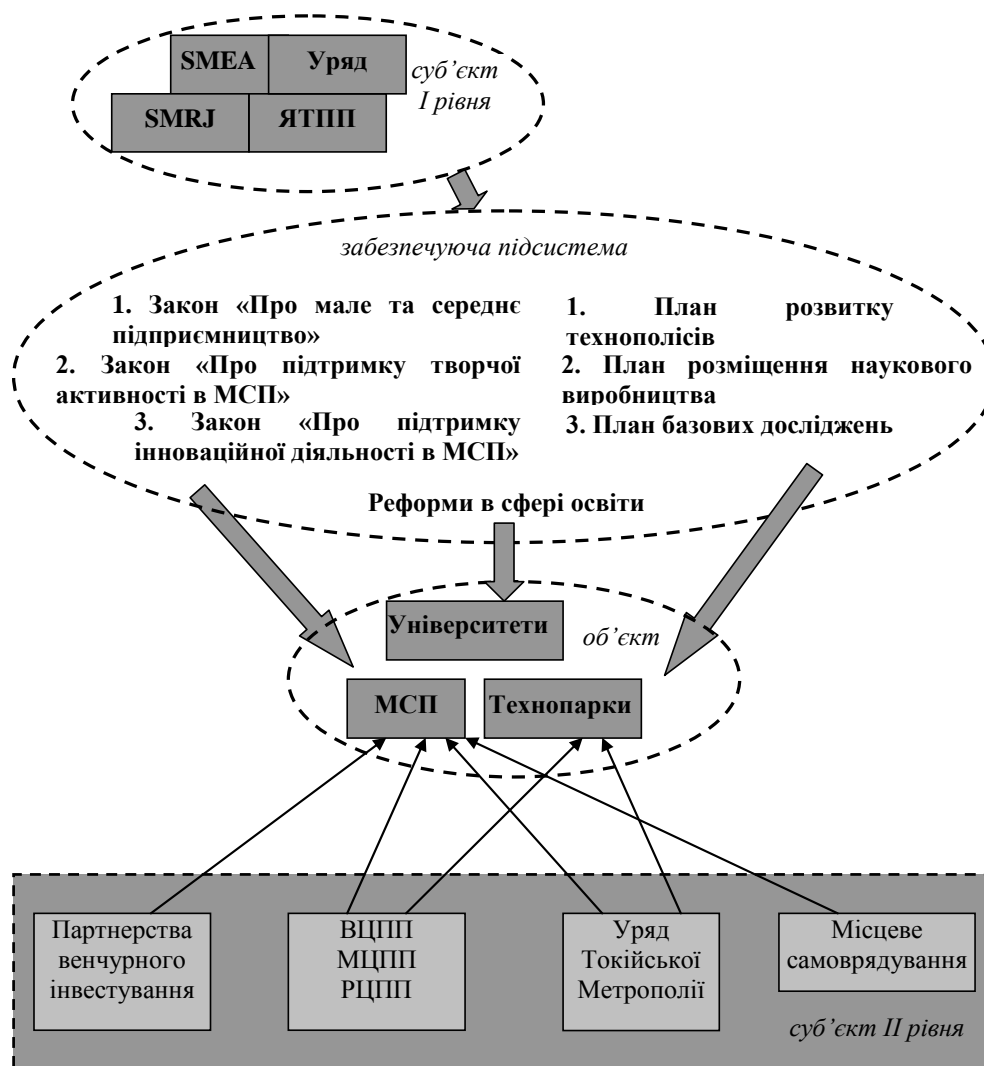 SMEA
Уряд
суб’єкт
І рівня
SMRJ
ЯТПП
забезпечуюча підсистема
1. Закон «Про мале та середнє
підприємництво»
2. Закон «Про підтримку творчої
активності в МСП»
3. Закон «Про підтримку
інноваційної діяльності в МСП»
1. План розвитку
технополісів
2. План розміщення наукового
виробництва
3. План базових досліджень
Реформи в сфері освіти
Університети
об’єкт
МСП
Технопарки
Партнерства
венчурного
інвестування
ВЦПП
МЦПП
РЦПП
Уряд
Токійської
Метрополії
Місцеве
самоврядування
суб’єкт ІІ рівня